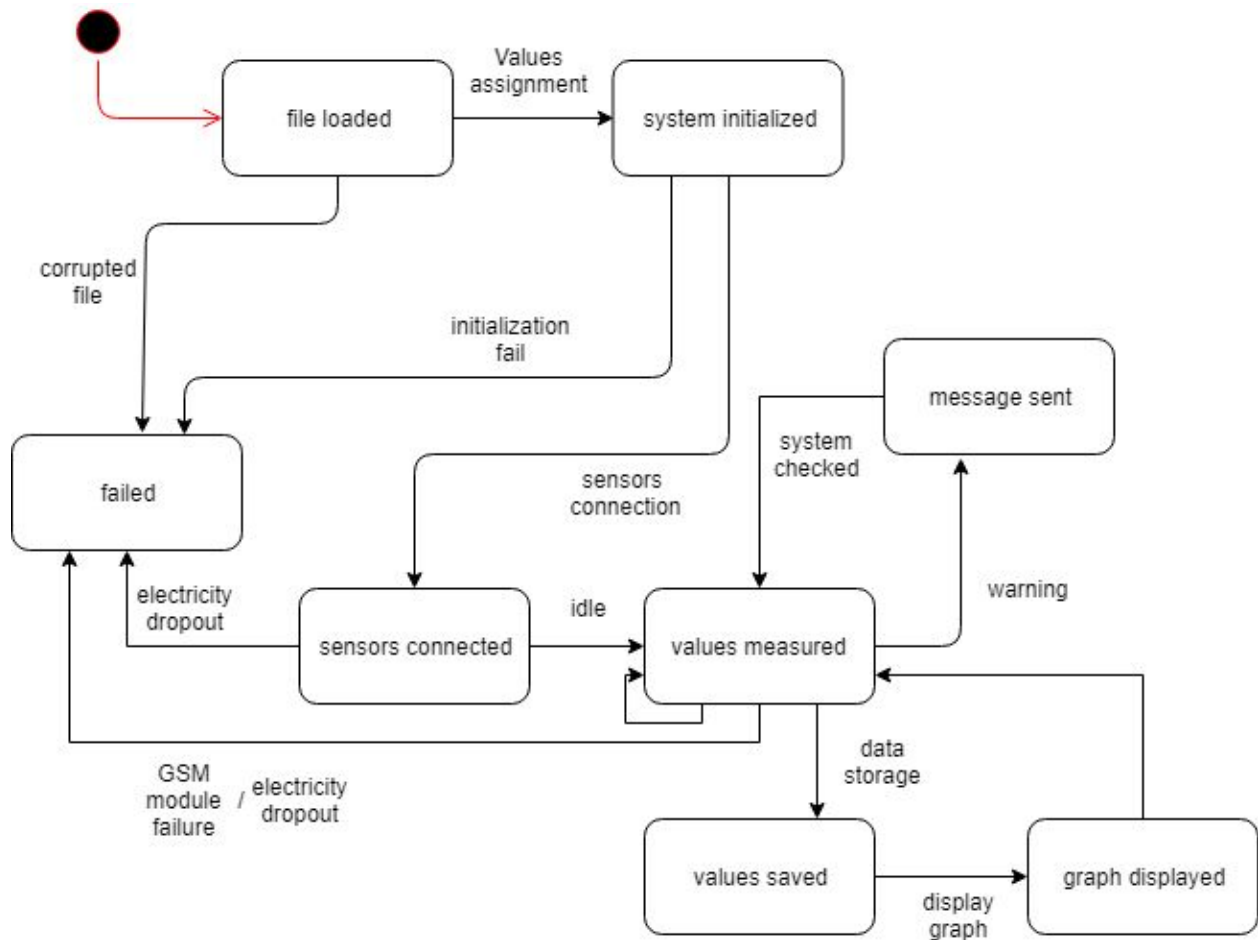 Values
assignment
file loaded
system initialized
corrupted
file
initialization
fail
message sent
system
checked
sensors
connection
failed
electricity
dropout
idle
warning
sensors connected
values measured
GSM
module
failure
/
electricity
dropout
data
storage
values saved
graph displayed
display
graph